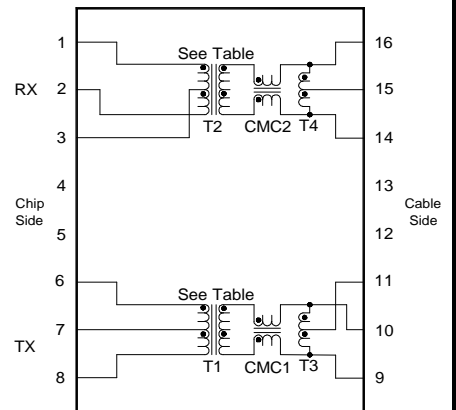 1
16
See Table
RX
2
15
T2
CMC2
T4
3
14
4
13
Chip
Side
Cable
Side
5
12
6
11
See Table
7
10
TX
T1
CMC1
T3
8
9